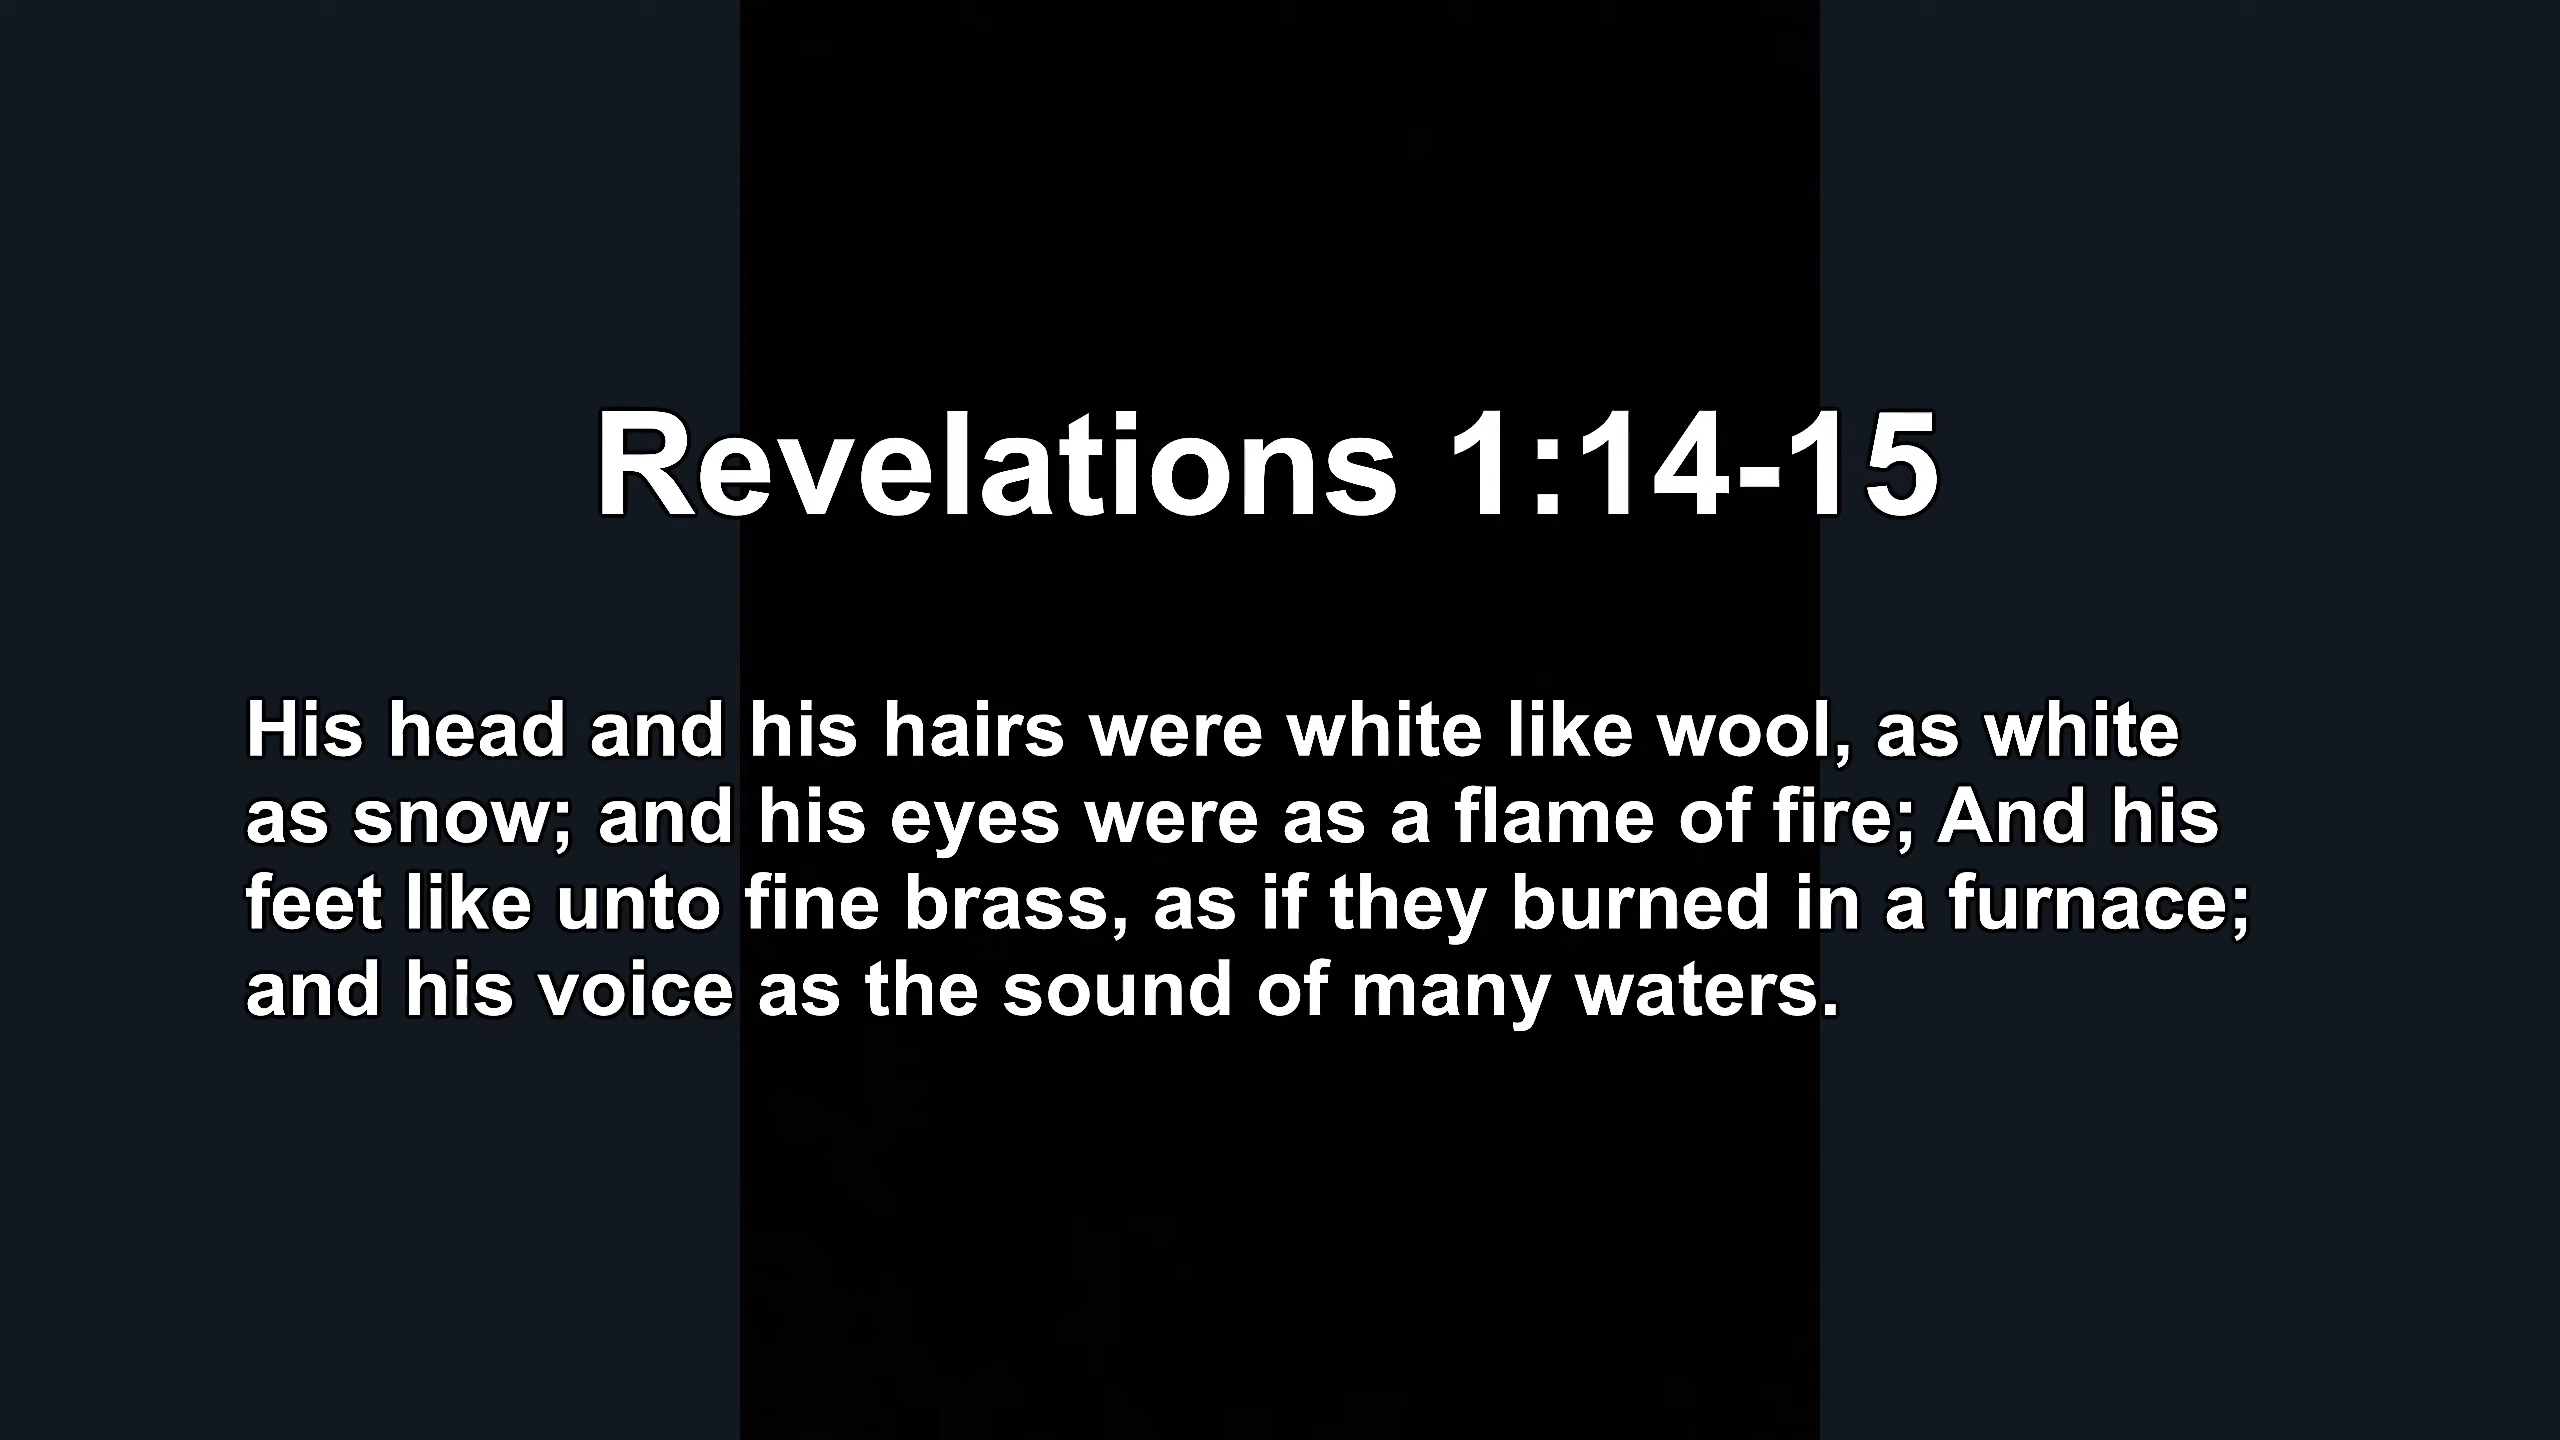 Revelations 1:14-15
His head and his hairs were white like wool, as white
as snow; and his eyes were as a flame of fire; And his
feet like unto fine brass, as if they burned in a furnace;
and his voice as the sound of many waters.